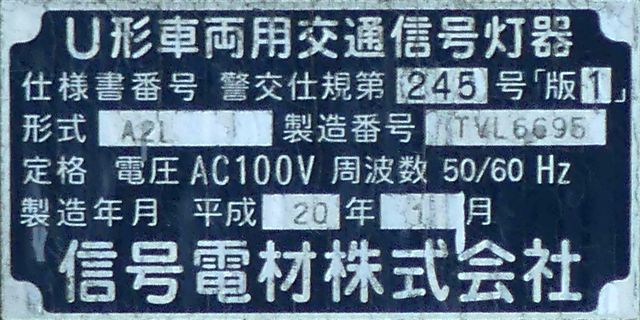 U形車両用交通信号灯器
仕様書番号 警交仕規第 245 号「版1」
形式 A2L 製造番号 TVL6695
定格 電圧 AC100V 周波数 50/60 Hz
製造年月 平成 20 年 1 月
信号電材株式会社